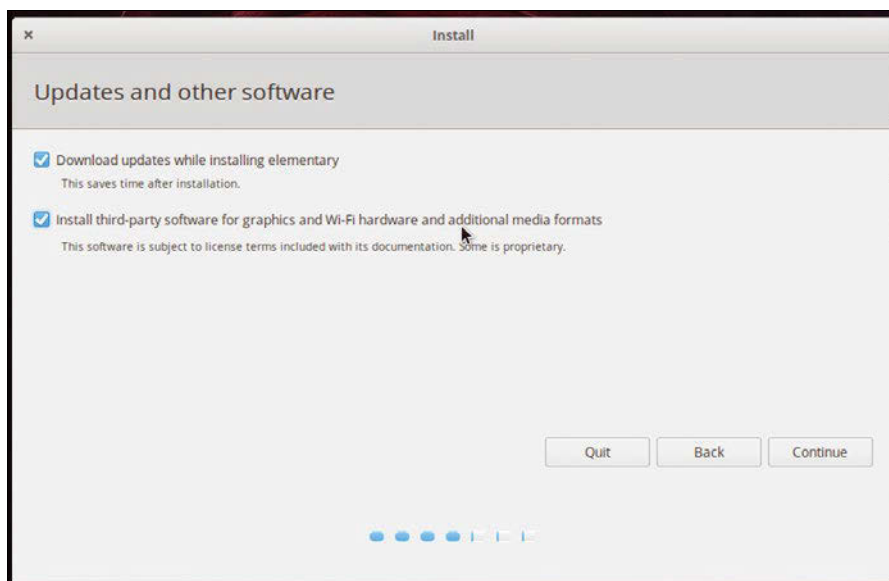 Install
Updates and other software
Download updates while installing elementary
This saves time after installation.
Install third-party software for graphics and Wi-Fi hardware and additional media formats
This software is subject to license terms included with its documentation. Some is proprietary.
Quit Back Continue